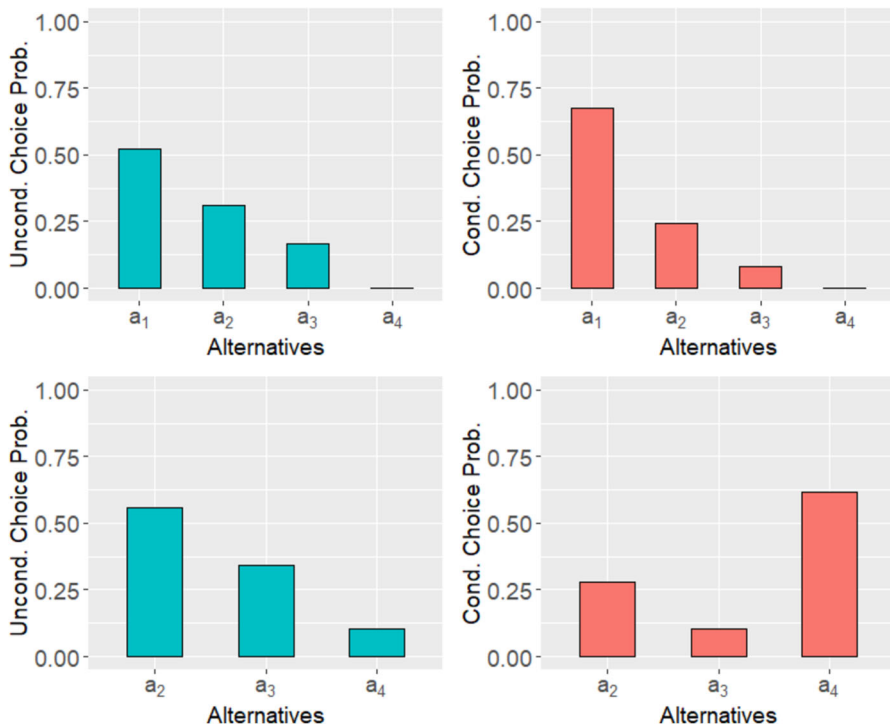 Uncond. Choice Prob.
1.00
0.75
0.50
0.25
0.00
a1 a2 a3 a4
Alternatives
Cond. Choice Prob.
1.00
0.75
0.50
0.25
0.00
a1 a2 a3 a4
Alternatives
Uncond. Choice Prob.
1.00
0.75
0.50
0.25
0.00
a2 a3 a4
Alternatives
Cond. Choice Prob.
1.00
0.75
0.50
0.25
0.00
a2 a3 a4
Alternatives